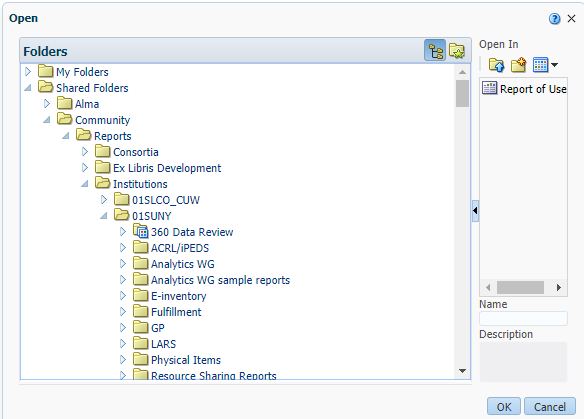 Open
Folders
My Folders
Shared Folders
Alma
Community
Reports
Consortia
Ex Libris Development
Institutions
01SLCO_CUW
01SUNY
360 Data Review
ACRL/iPEDS
Analytics WG
Analytics WG sample reports
E-inventory
Fulfillment
GP
LARS
Physical Items
Resource Sharing Reports
Open In
Report of Use
Name
Description
OK
Cancel